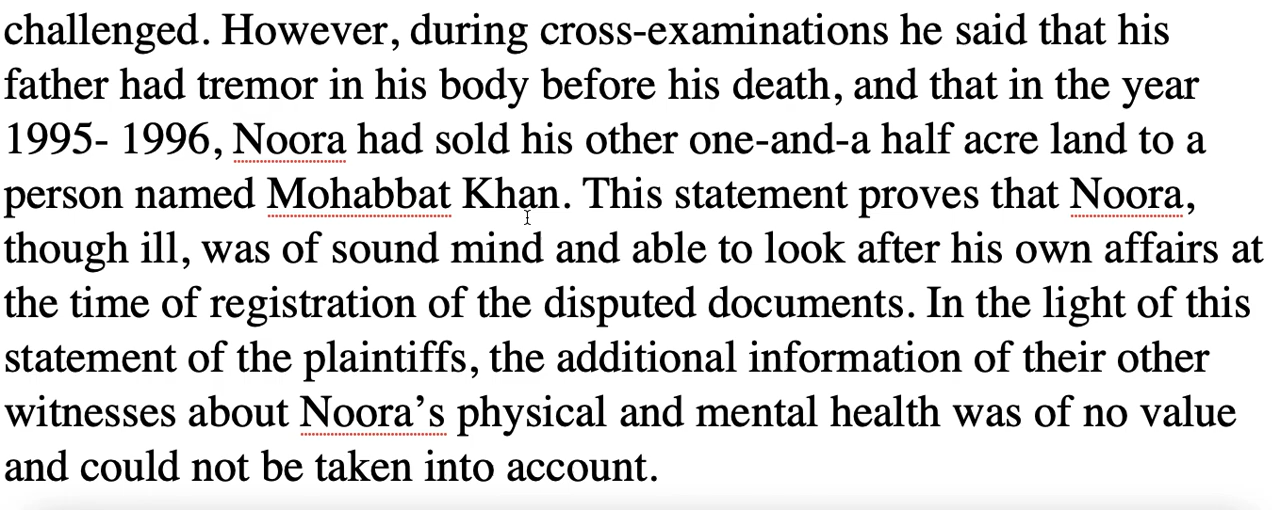 challenged. However, during cross-examinations he said that his
father had tremor in his body before his death, and that in the year
1995- 1996, Noora had sold his other one-and-a half acre land to a
person named Mohabbat Khan. This statement proves that Noora,
though ill, was of sound mind and able to look after his own affairs at
the time of registration of the disputed documents. In the light of this
statement of the plaintiffs, the additional information of their other
witnesses about Noora’s physical and mental health was of no value
and could not be taken into account.